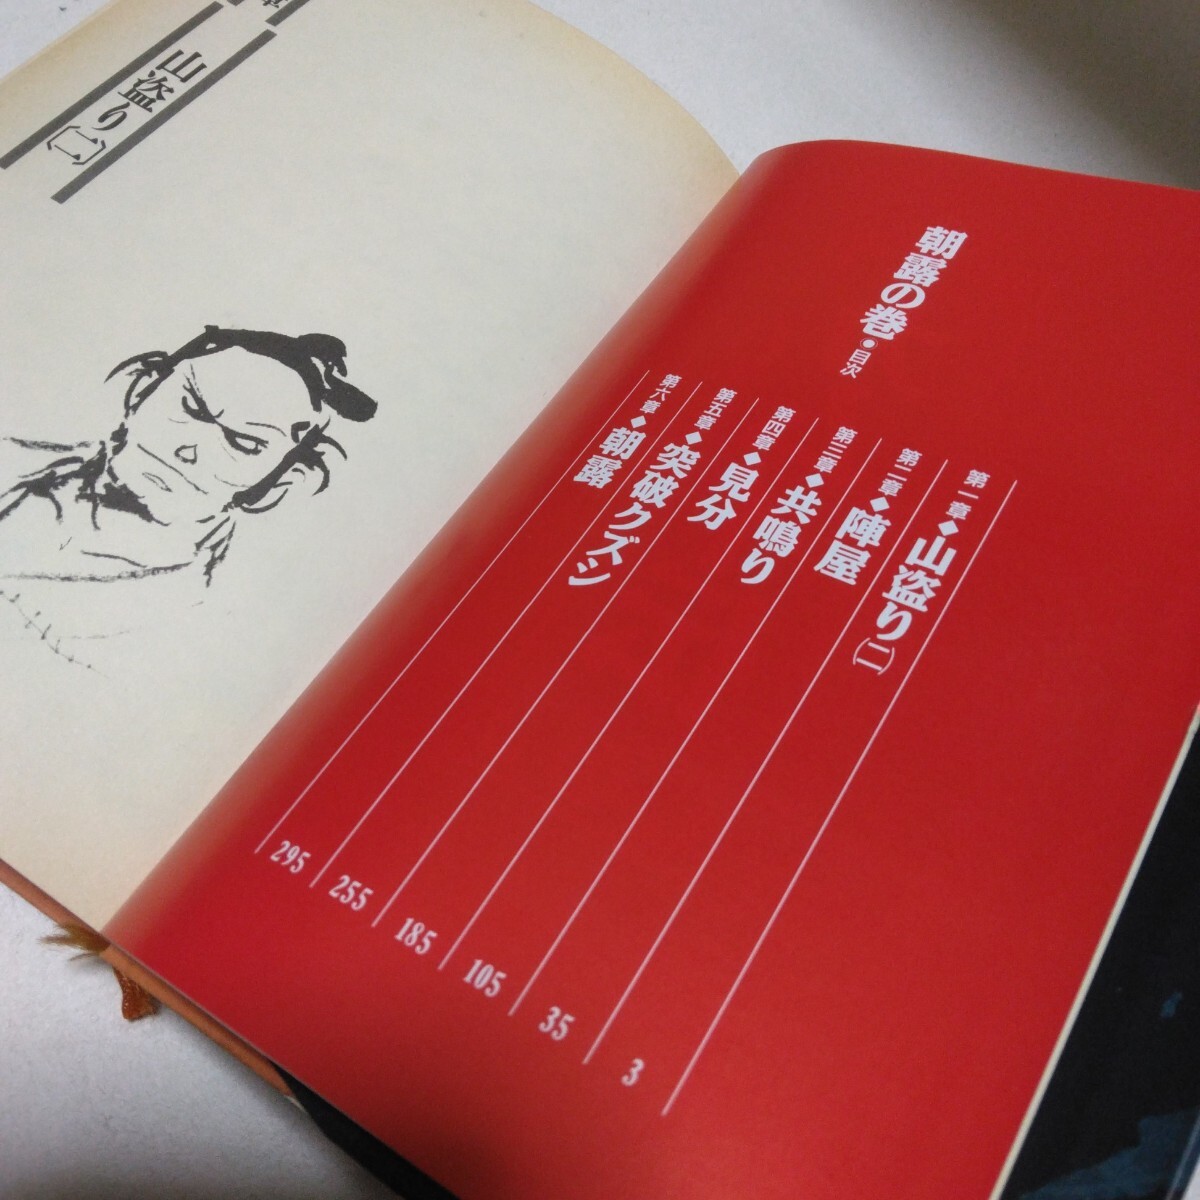 朝露の巻●目次
第一章◆山盗り(二)
3
第二章◆陣屋
35
第三章◆共鳴り
105
第四章◆見分
185
第五章◆突破クズシ
255
第六章◆朝露
295
章
山盗り(二)